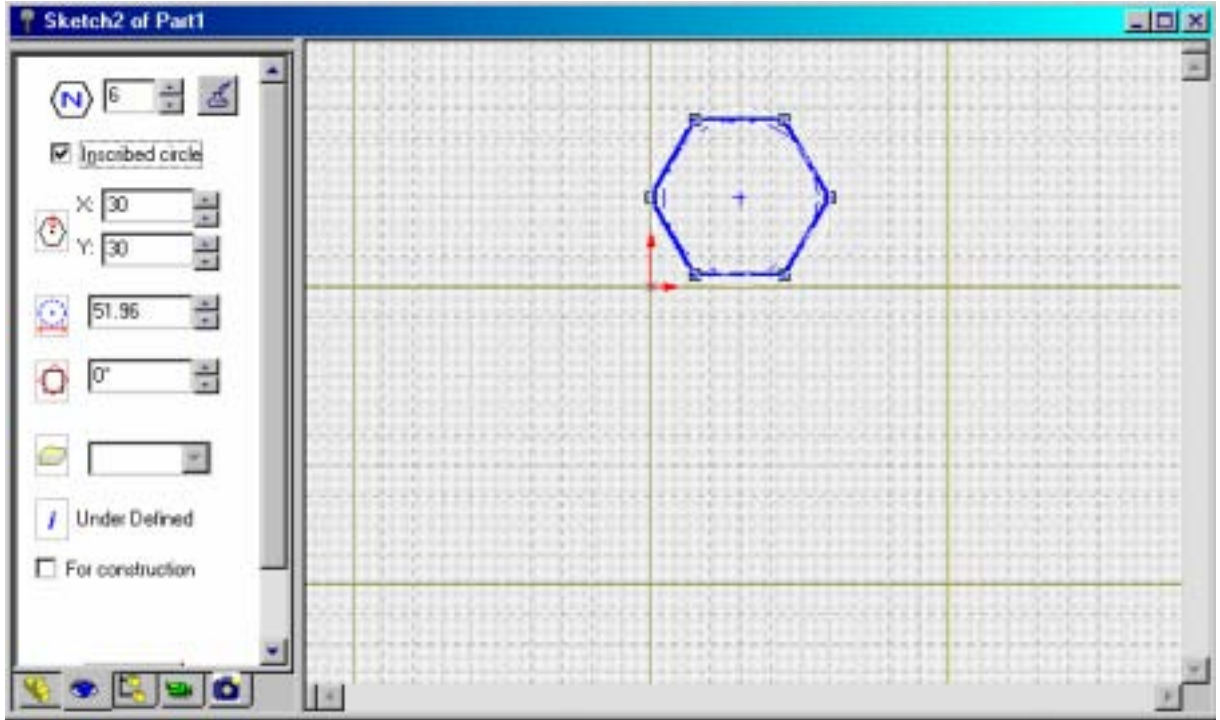 Sketch2 of Part1
N 6
Inscribed circle
X: 30
Y: 30
51.96
0°
i Under Defined
For construction